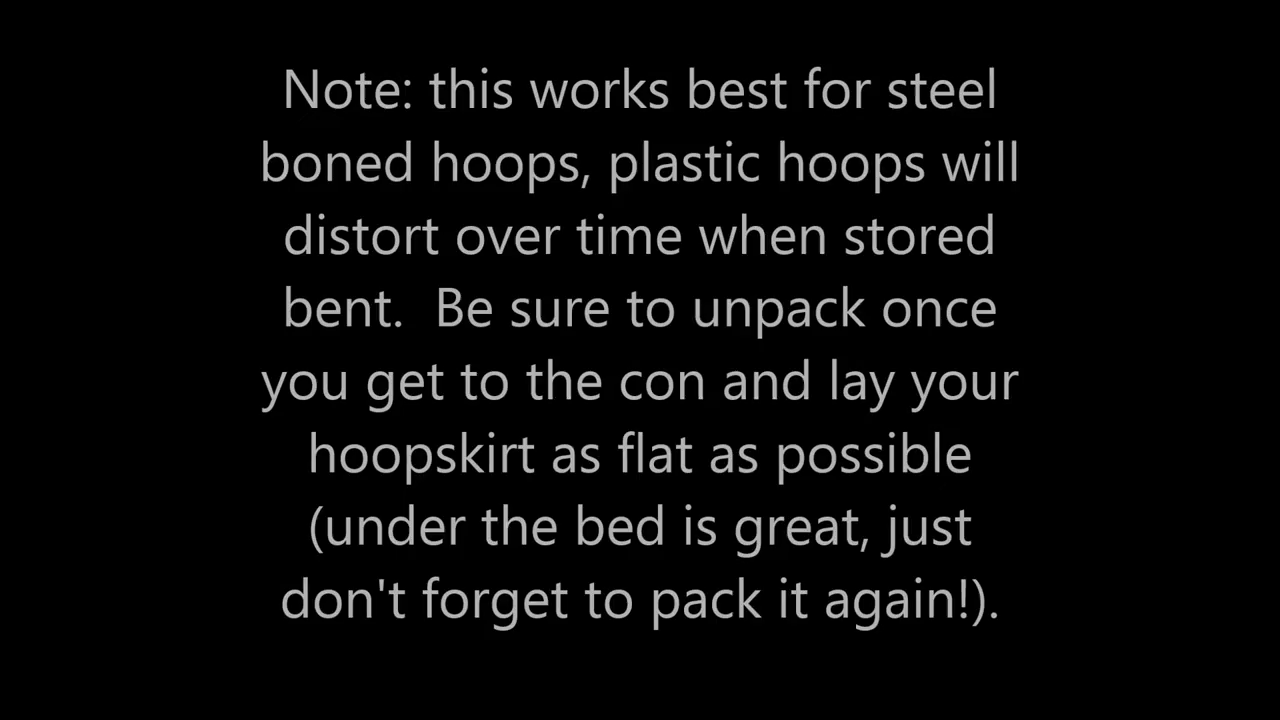 Note: this works best for steel
boned hoops, plastic hoops will
distort over time when stored
bent.  Be sure to unpack once
you get to the con and lay your
hoopskirt as flat as possible
(under the bed is great, just
don't forget to pack it again!).